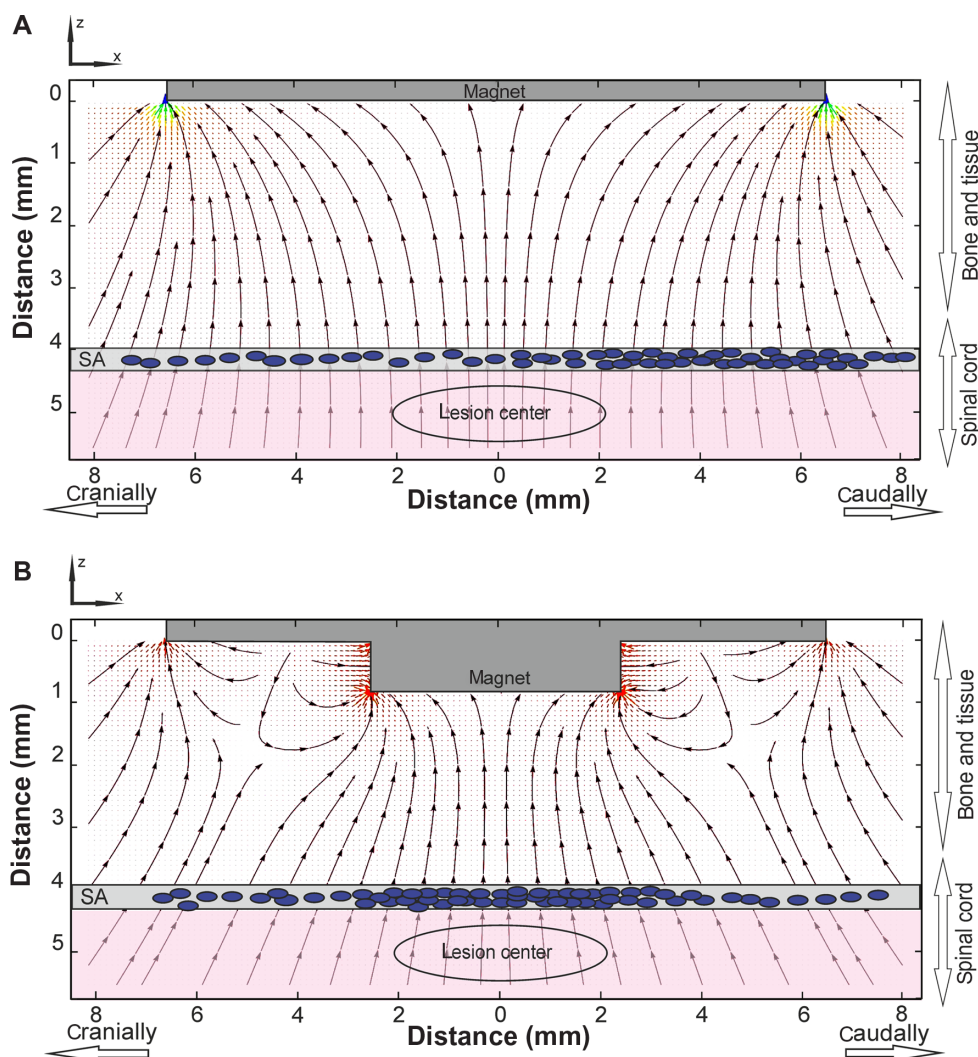 A
z
x
0
1
2
3
4
5
Distance (mm)
Magnet
SA
Lesion center
Bone and tissue
Spinal cord
8 6 4 2 0 2 4 6 8
Cranially
Distance (mm)
Caudally
B
z
x
0
1
2
3
4
5
Distance (mm)
Magnet
SA
Lesion center
Bone and tissue
Spinal cord
8 6 4 2 0 2 4 6 8
Cranially
Distance (mm)
Caudally